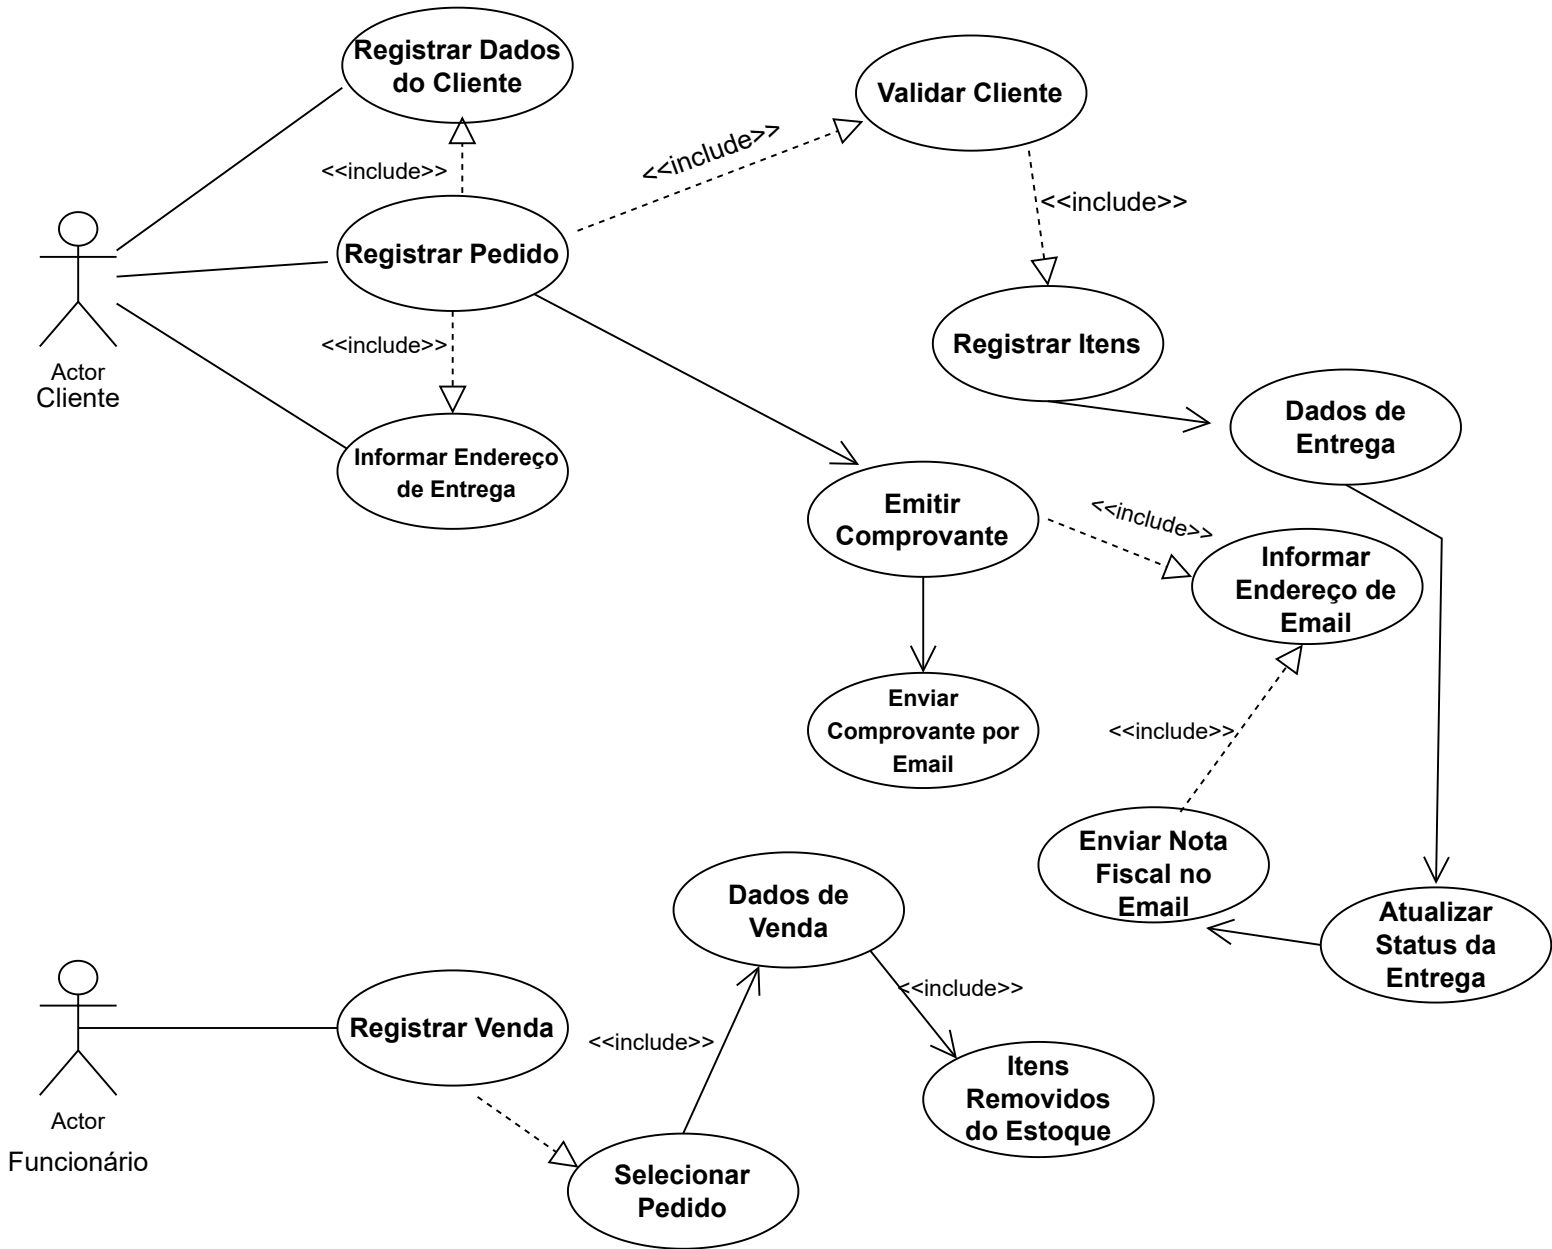 Registrar Dados
do Cliente
Validar Cliente
<<include>>
<<include>>
<<include>>
Registrar Pedido
<<include>>
Registrar Itens
Actor
Cliente
Informar Endereço
de Entrega
Dados de
Entrega
Emitir
Comprovante
<<include>>
Informar
Endereço de
Email
Enviar
Comprovante por
Email
<<include>>
Enviar Nota
Fiscal no
Email
Dados de
Venda
Atualizar
Status da
Entrega
<<include>>
Registrar Venda
<<include>>
Itens
Removidos
do Estoque
Actor
Funcionário
Selecionar
Pedido